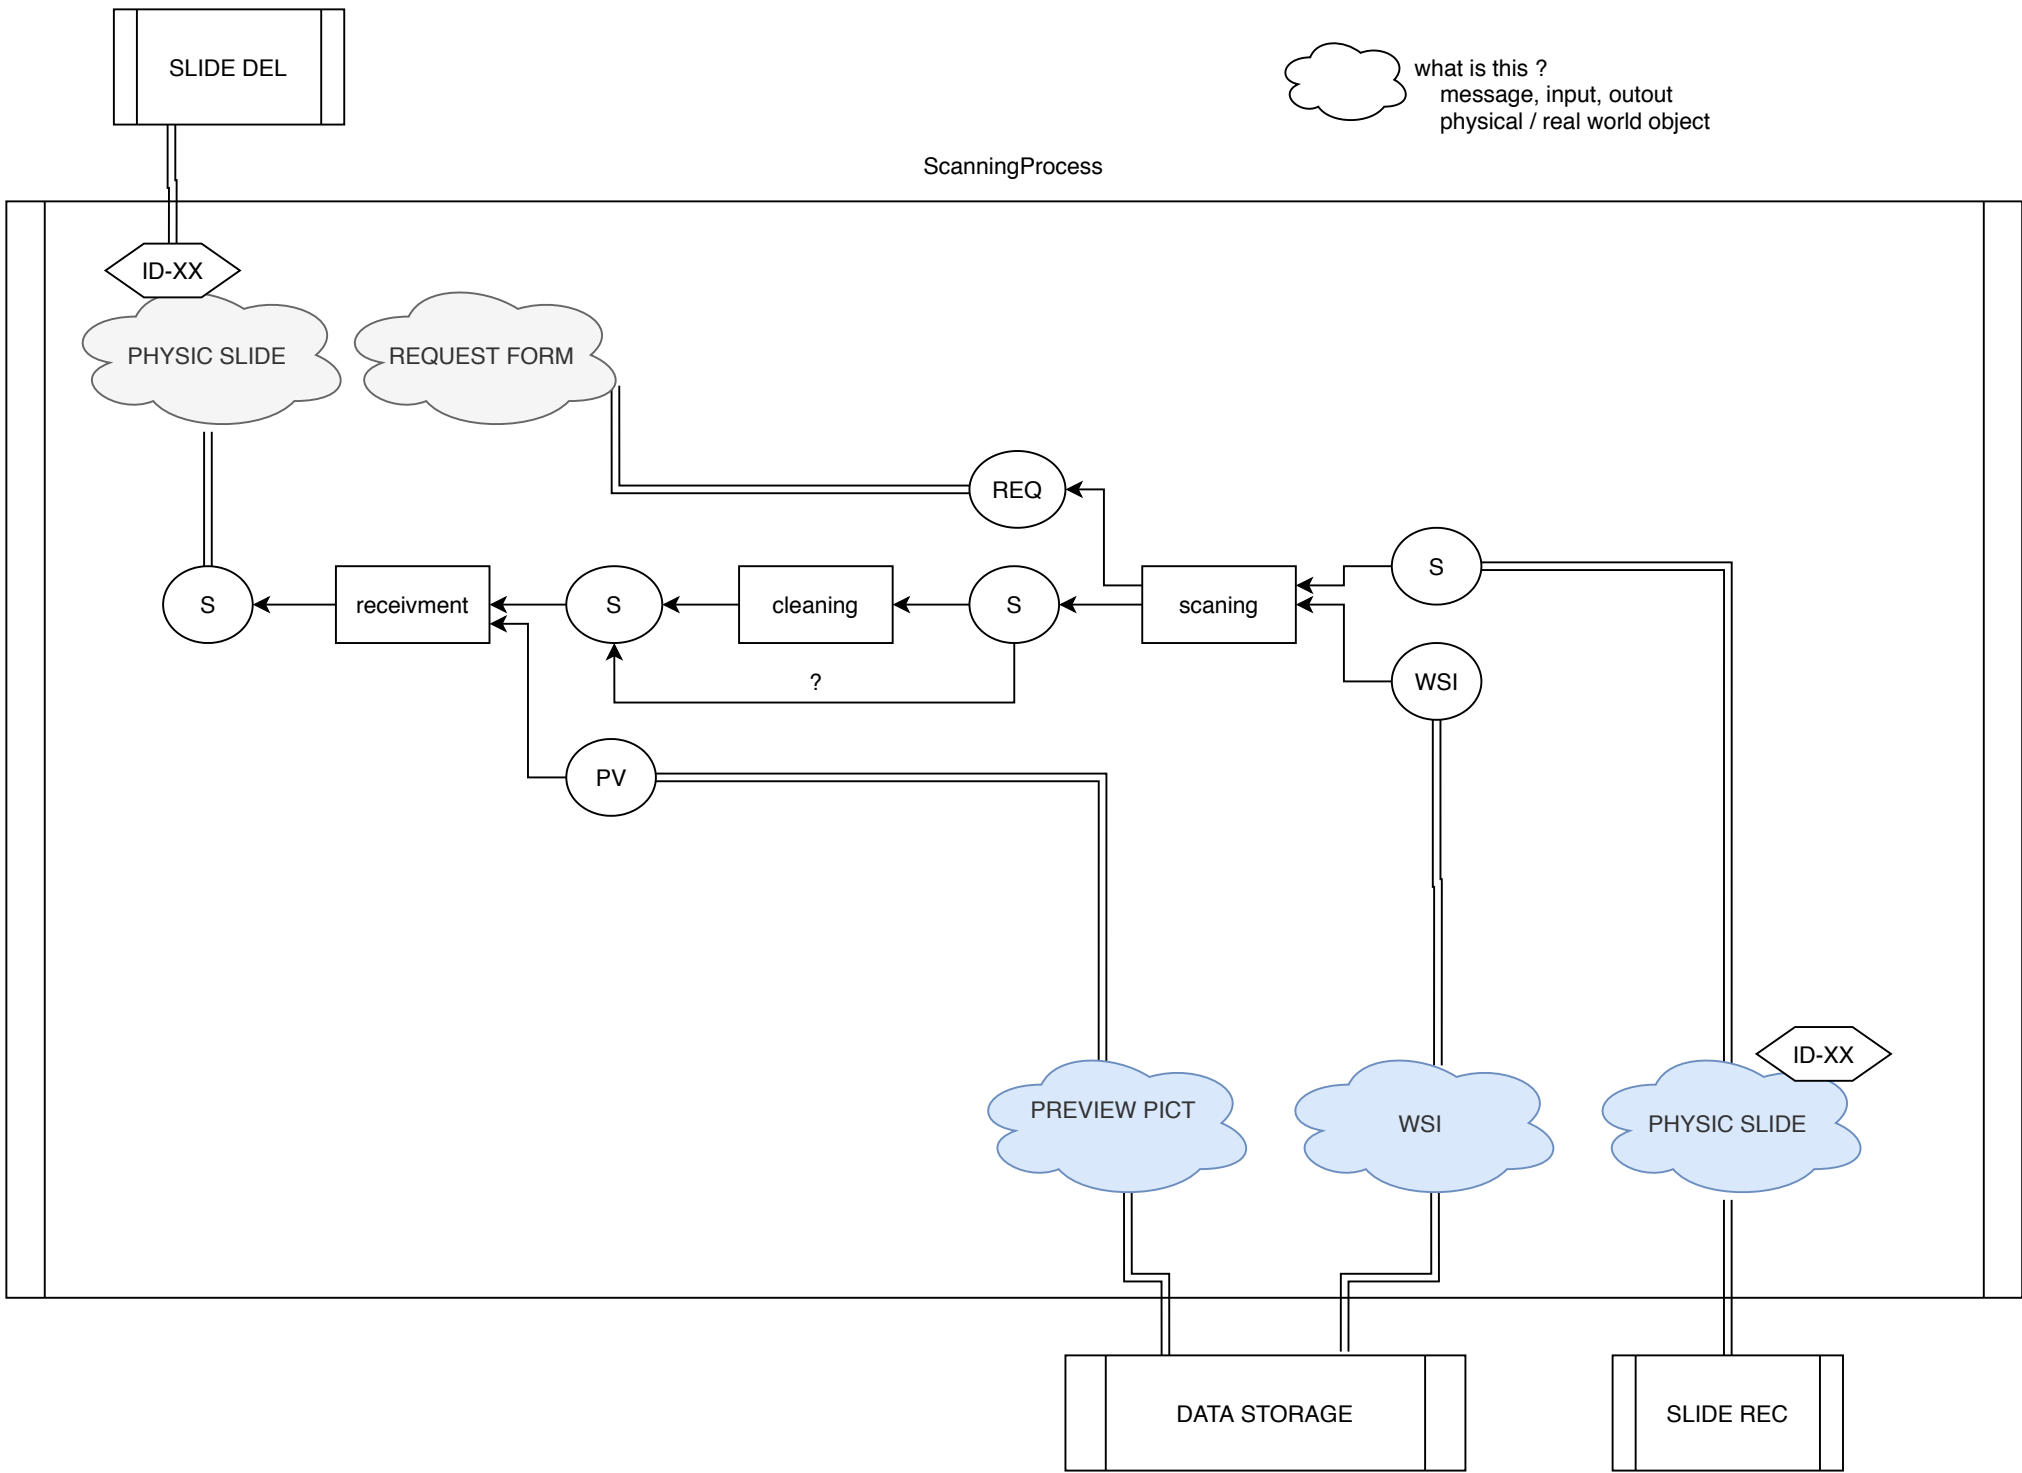 SLIDE DEL
what is this ?
message, input, outout
physical / real world object
ScanningProcess
ID-XX
PHYSIC SLIDE
REQUEST FORM
REQ
S
S
receivment
S
cleaning
S
scaning
WSI
?
PV
ID-XX
PREVIEW PICT
WSI
PHYSIC SLIDE
DATA STORAGE
SLIDE REC